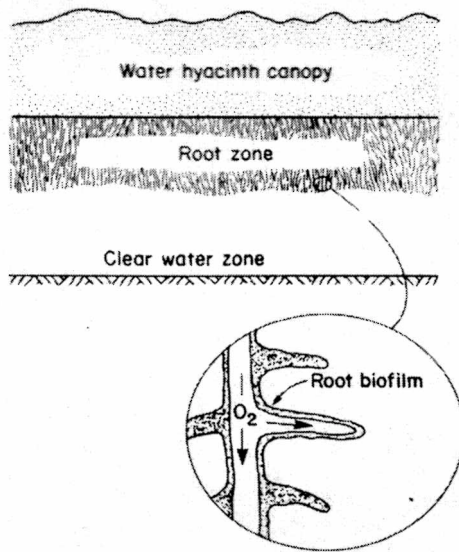 Water hyacinth canopy
Root zone
Clear water zone
Root biofilm
O₂